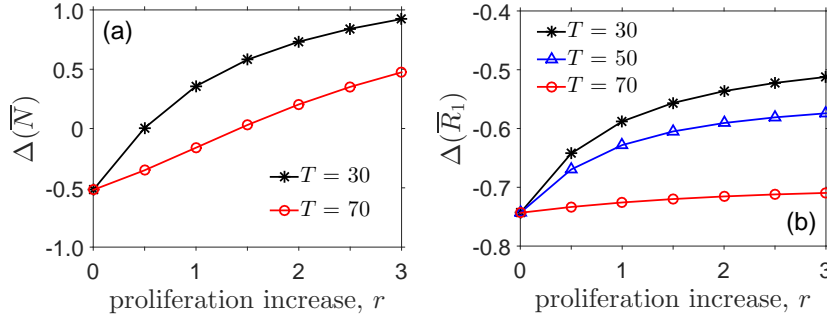 (a)
1.0
0.5
0
-0.5
-1.0
Δ(N̅)
T = 30
T = 70
0 1 2 3
proliferation increase, r
-0.4
-0.5
-0.6
-0.7
-0.8
Δ(R̅₁)
T = 30
T = 50
T = 70
(b)
0 1 2 3
proliferation increase, r